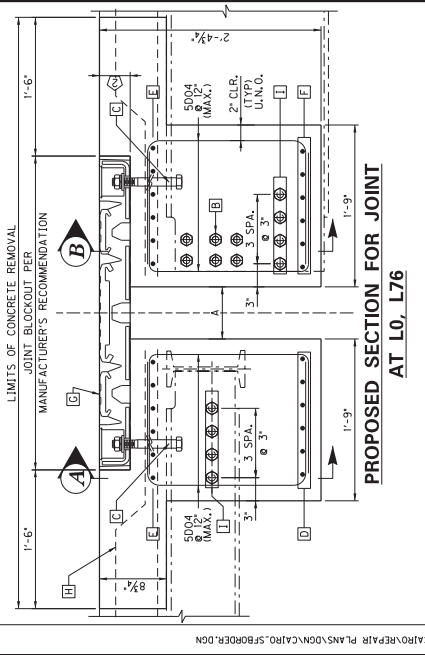 LIMITS OF CONCRETE REMOVAL
1'-6"
JOINT BLOCKOUT PER
MANUFACTURER'S RECOMMENDATION
1'-6"
A
B
G
H
C
C
2
8¾"
2'-4¾"
E
E
5D04
@ 12"
(MAX.)
5D04
@ 12"
(MAX.)
2" CLR.
(TYP)
U.N.O.
B
A
I
I
3 SPA.
@ 3"
3 SPA.
@ 3"
3"
3"
D
F
1'-9"
1'-9"
PROPOSED SECTION FOR JOINT
AT L0, L76
AIRO\REPAIR PLANS\DGN\CAIRO_SFBORDER.DGN